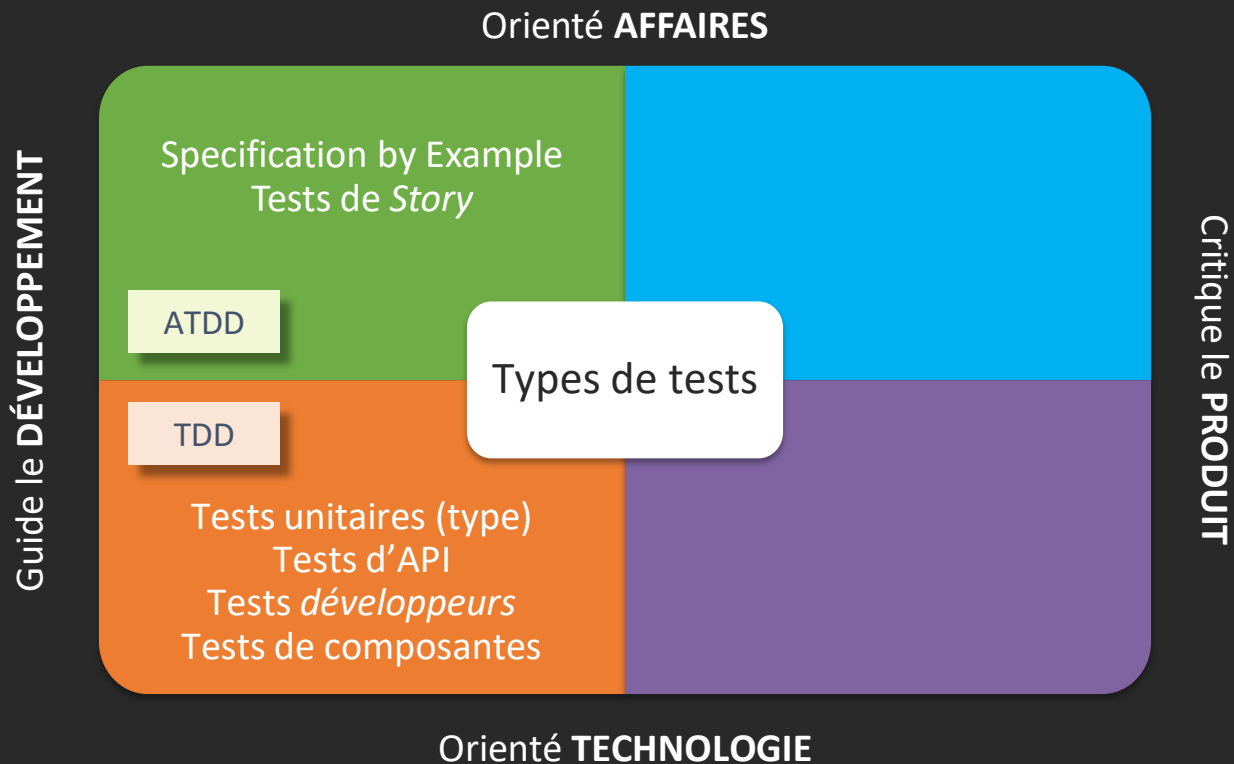 Orienté AFFAIRES
Guide le DÉVELOPPEMENT
Specification by Example
Tests de Story
ATDD
Types de tests
TDD
Tests unitaires (type)
Tests d’API
Tests développeurs
Tests de composantes
Critique le PRODUIT
Orienté TECHNOLOGIE